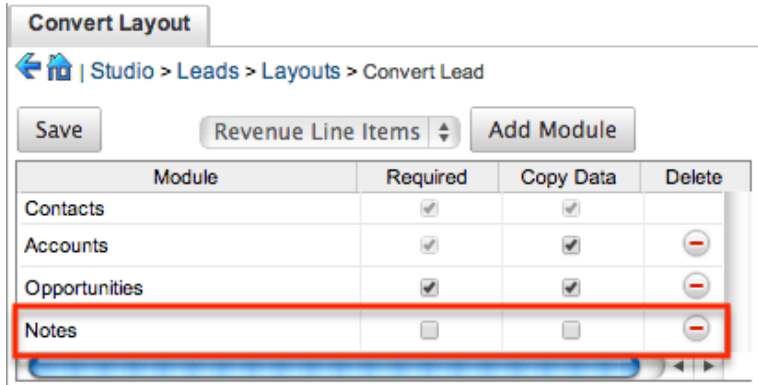 Convert Layout
| Studio > Leads > Layouts > Convert Lead
Save Revenue Line Items Add Module
Module Required Copy Data Delete
Contacts
Accounts
Opportunities
Notes